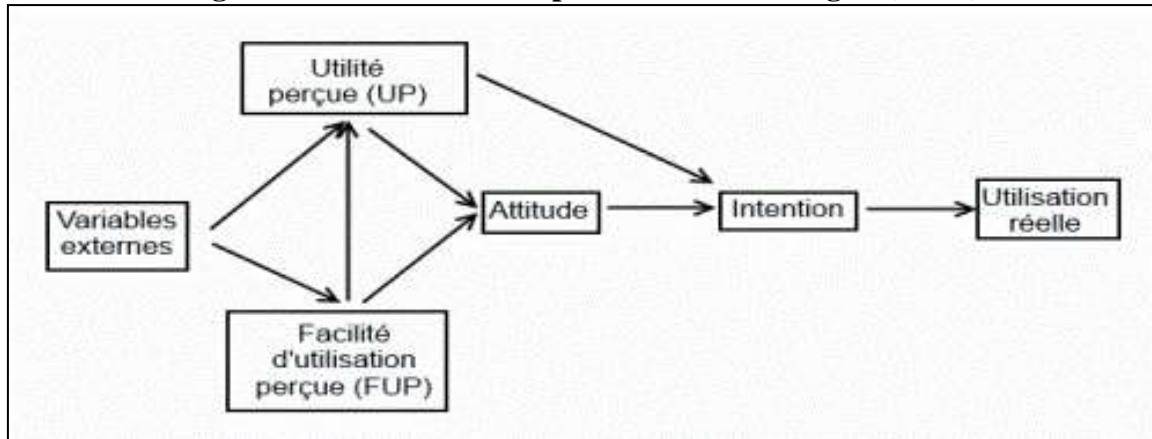 Utilité
perçue (UP)
Variables
externes
Attitude
Intention
Utilisation
réelle
Facilité
d'utilisation
perçue (FUP)